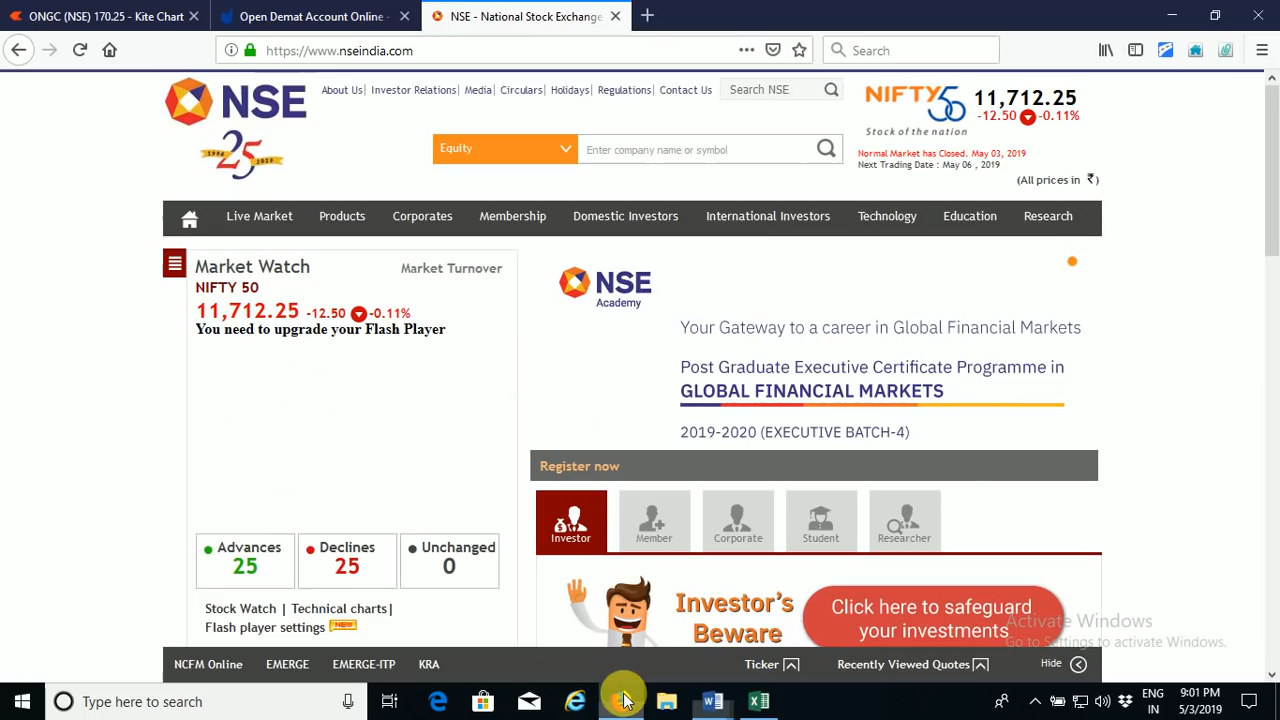 ONGC (NSE) 170.25 - Kite Chart
Open Demat Account Online -
NSE - National Stock Exchange
https://www.nseindia.com
Search
NSE
1994 25 2019
About Us| Investor Relations| Media| Circulars| Holidays| Regulations| Contact Us
Search NSE
Equity
Enter company name or symbol
NIFTY50
Stock of the nation
11,712.25
-12.50 -0.11%
Normal Market has Closed. May 03, 2019
Next Trading Date : May 06 , 2019
(All prices in ₹)
Live Market Products Corporates Membership Domestic Investors International Investors Technology Education Research
Market Watch Market Turnover
NIFTY 50
11,712.25 -12.50 -0.11%
You need to upgrade your Flash Player
NSE
Academy
Your Gateway to a career in Global Financial Markets
Post Graduate Executive Certificate Programme in
GLOBAL FINANCIAL MARKETS
2019-2020 (EXECUTIVE BATCH-4)
Register now
Investor Member Corporate Student Researcher
Advances Declines Unchanged
25 25 0
Stock Watch | Technical charts|
Flash player settings NEW
Investor's
Beware
Click here to safeguard
your investments
Activate Windows
Go to Settings to activate Windows.
NCFM Online EMERGE EMERGE-ITP KRA Ticker Recently Viewed Quotes Hide
Type here to search
ENG
IN
9:01 PM
5/3/2019